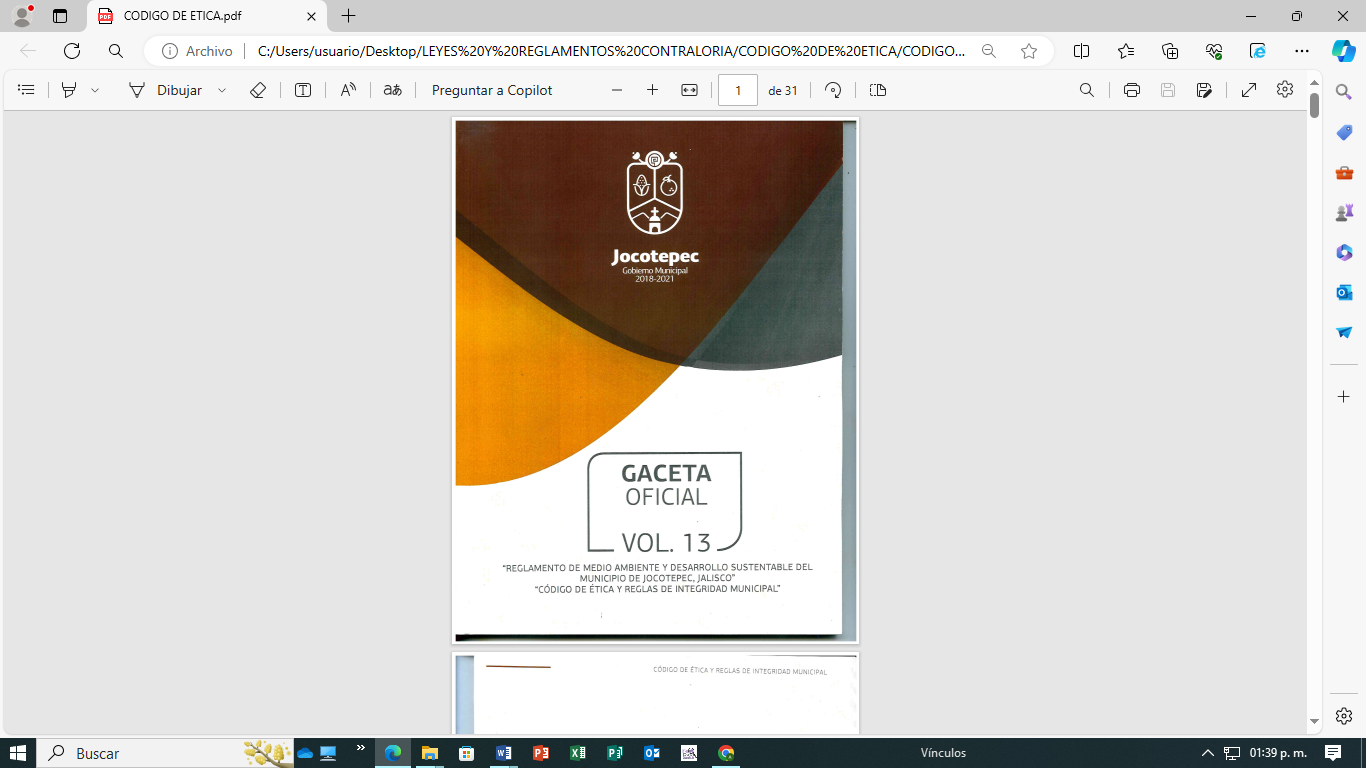 CODIGO DE ETICA.pdf
Archivo
C:/Users/usuario/Desktop/LEYES%20Y%20REGLAMENTOS%20CONTRALORIA/CODIGO%20DE%20ETICA/CODIGO...
Dibujar
Preguntar a Copilot
1
de 31
Jocotepec
Gobierno Municipal
2018-2021
GACETA
OFICIAL
VOL. 13
"REGLAMENTO DE MEDIO AMBIENTE Y DESARROLLO SUSTENTABLE DEL
MUNICIPIO DE JOCOTEPEC, JALISCO"
"CÓDIGO DE ÉTICA Y REGLAS DE INTEGRIDAD MUNICIPAL"
CÓDIGO DE ÉTICA Y REGLAS DE INTEGRIDAD MUNICIPAL
Buscar
Vínculos
01:39 p. m.